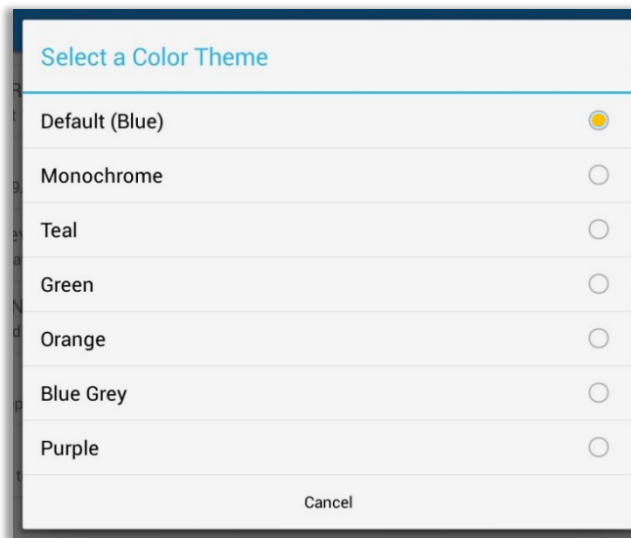 Select a Color Theme
Default (Blue)
Monochrome
Teal
Green
Orange
Blue Grey
Purple
Cancel